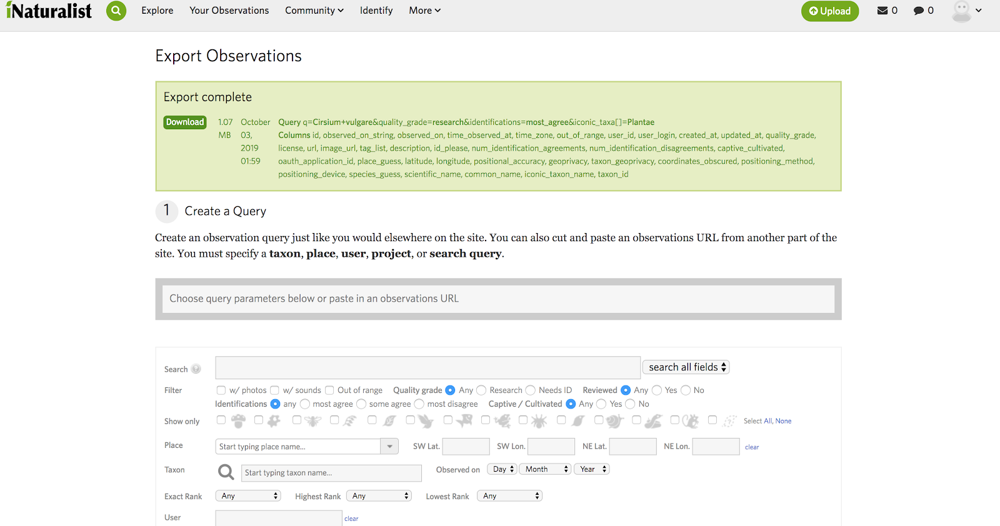 iNaturalist Explore Your Observations Community Identify More Upload 0 0
Export Observations
Export complete
Download 1.07 MB October 03, 2019 01:59
Query q=Cirsium+vulgare&quality_grade=research&identifications=most_agree&iconic_taxa[]=Plantae
Columns id, observed_on_string, observed_on, time_observed_at, time_zone, out_of_range, user_id, user_login, created_at, updated_at, quality_grade,
license, url, image_url, tag_list, description, id_please, num_identification_agreements, num_identification_disagreements, captive_cultivated,
oauth_application_id, place_guess, latitude, longitude, positional_accuracy, geoprivacy, taxon_geoprivacy, coordinates_obscured, positioning_method,
positioning_device, species_guess, scientific_name, common_name, iconic_taxon_name, taxon_id
1 Create a Query
Create an observation query just like you would elsewhere on the site. You can also cut and paste an observations URL from another part of the
site. You must specify a taxon, place, user, project, or search query.
Choose query parameters below or paste in an observations URL
Search ? search all fields
Filter w/ photos w/ sounds Out of range Quality grade Any Research Needs ID Reviewed Any Yes No
Identifications any most agree some agree most disagree Captive / Cultivated Any Yes No
Show only Select All, None
Place Start typing place name... SW Lat. SW Lon. NE Lat. NE Lon. clear
Taxon Start typing taxon name... Observed on Day Month Year
Exact Rank Any Highest Rank Any Lowest Rank Any
User clear